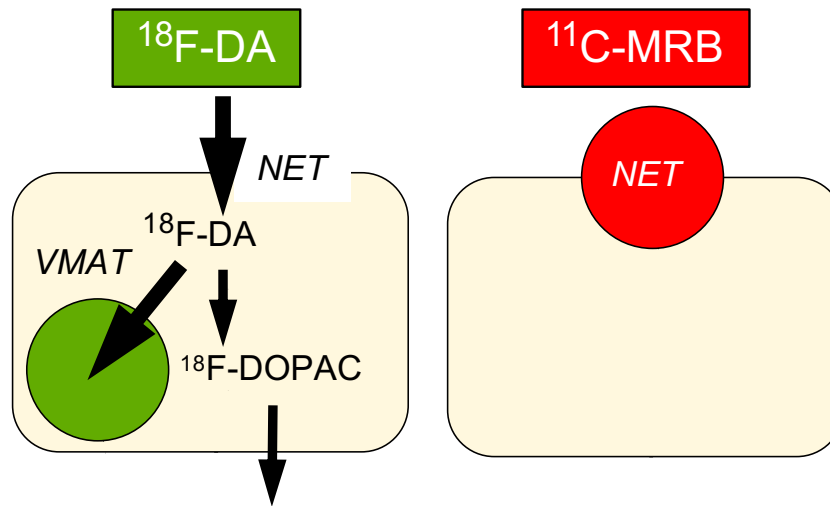 ¹⁸F-DA
¹¹C-MRB
NET
NET
¹⁸F-DA
VMAT
¹⁸F-DOPAC